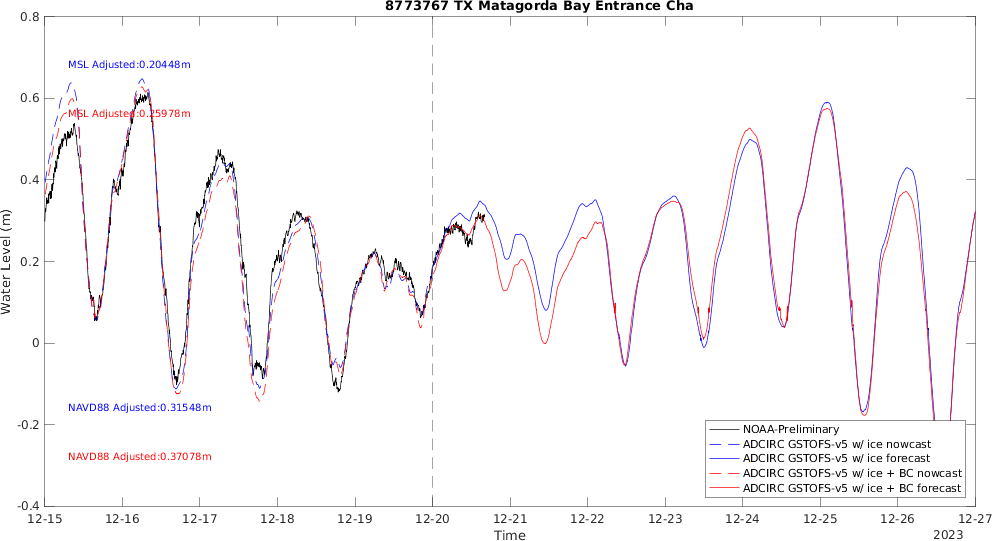 8773767 TX Matagorda Bay Entrance Cha
Water Level (m)
0.8
0.6
0.4
0.2
0
-0.2
-0.4
MSL Adjusted:0.20448m
MSL Adjusted:0.25978m
NAVD88 Adjusted:0.31548m
NAVD88 Adjusted:0.37078m
NOAA-Preliminary
ADCIRC GSTOFS-v5 w/ ice nowcast
ADCIRC GSTOFS-v5 w/ ice forecast
ADCIRC GSTOFS-v5 w/ ice + BC nowcast
ADCIRC GSTOFS-v5 w/ ice + BC forecast
12-15 12-16 12-17 12-18 12-19 12-20 12-21 12-22 12-23 12-24 12-25 12-26 12-27
Time
2023